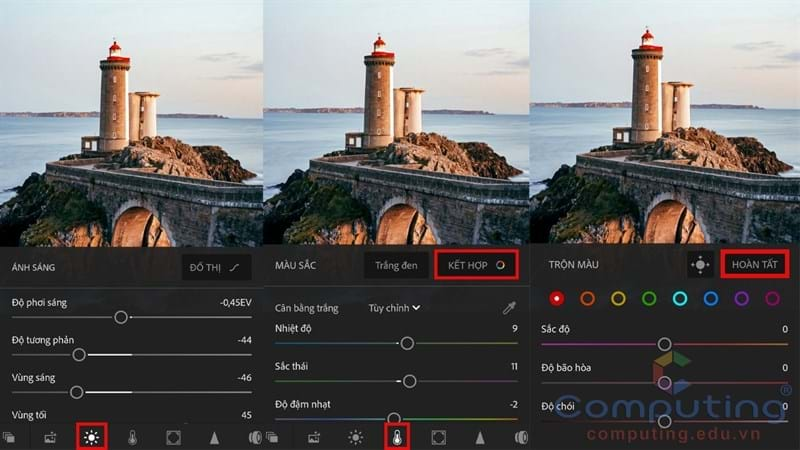 ÁNH SÁNG
ĐỒ THỊ
Độ phơi sáng -0,45EV
Độ tương phản -44
Vùng sáng -46
Vùng tối 45
MÀU SẮC
Trắng đen
KẾT HỢP
Cân bằng trắng Tùy chỉnh
Nhiệt độ 9
Sắc thái 11
Độ đậm nhạt -2
TRỘN MÀU
HOÀN TẤT
Sắc độ 0
Độ bão hòa 0
Độ chói 0
Computing®
computing.edu.vn